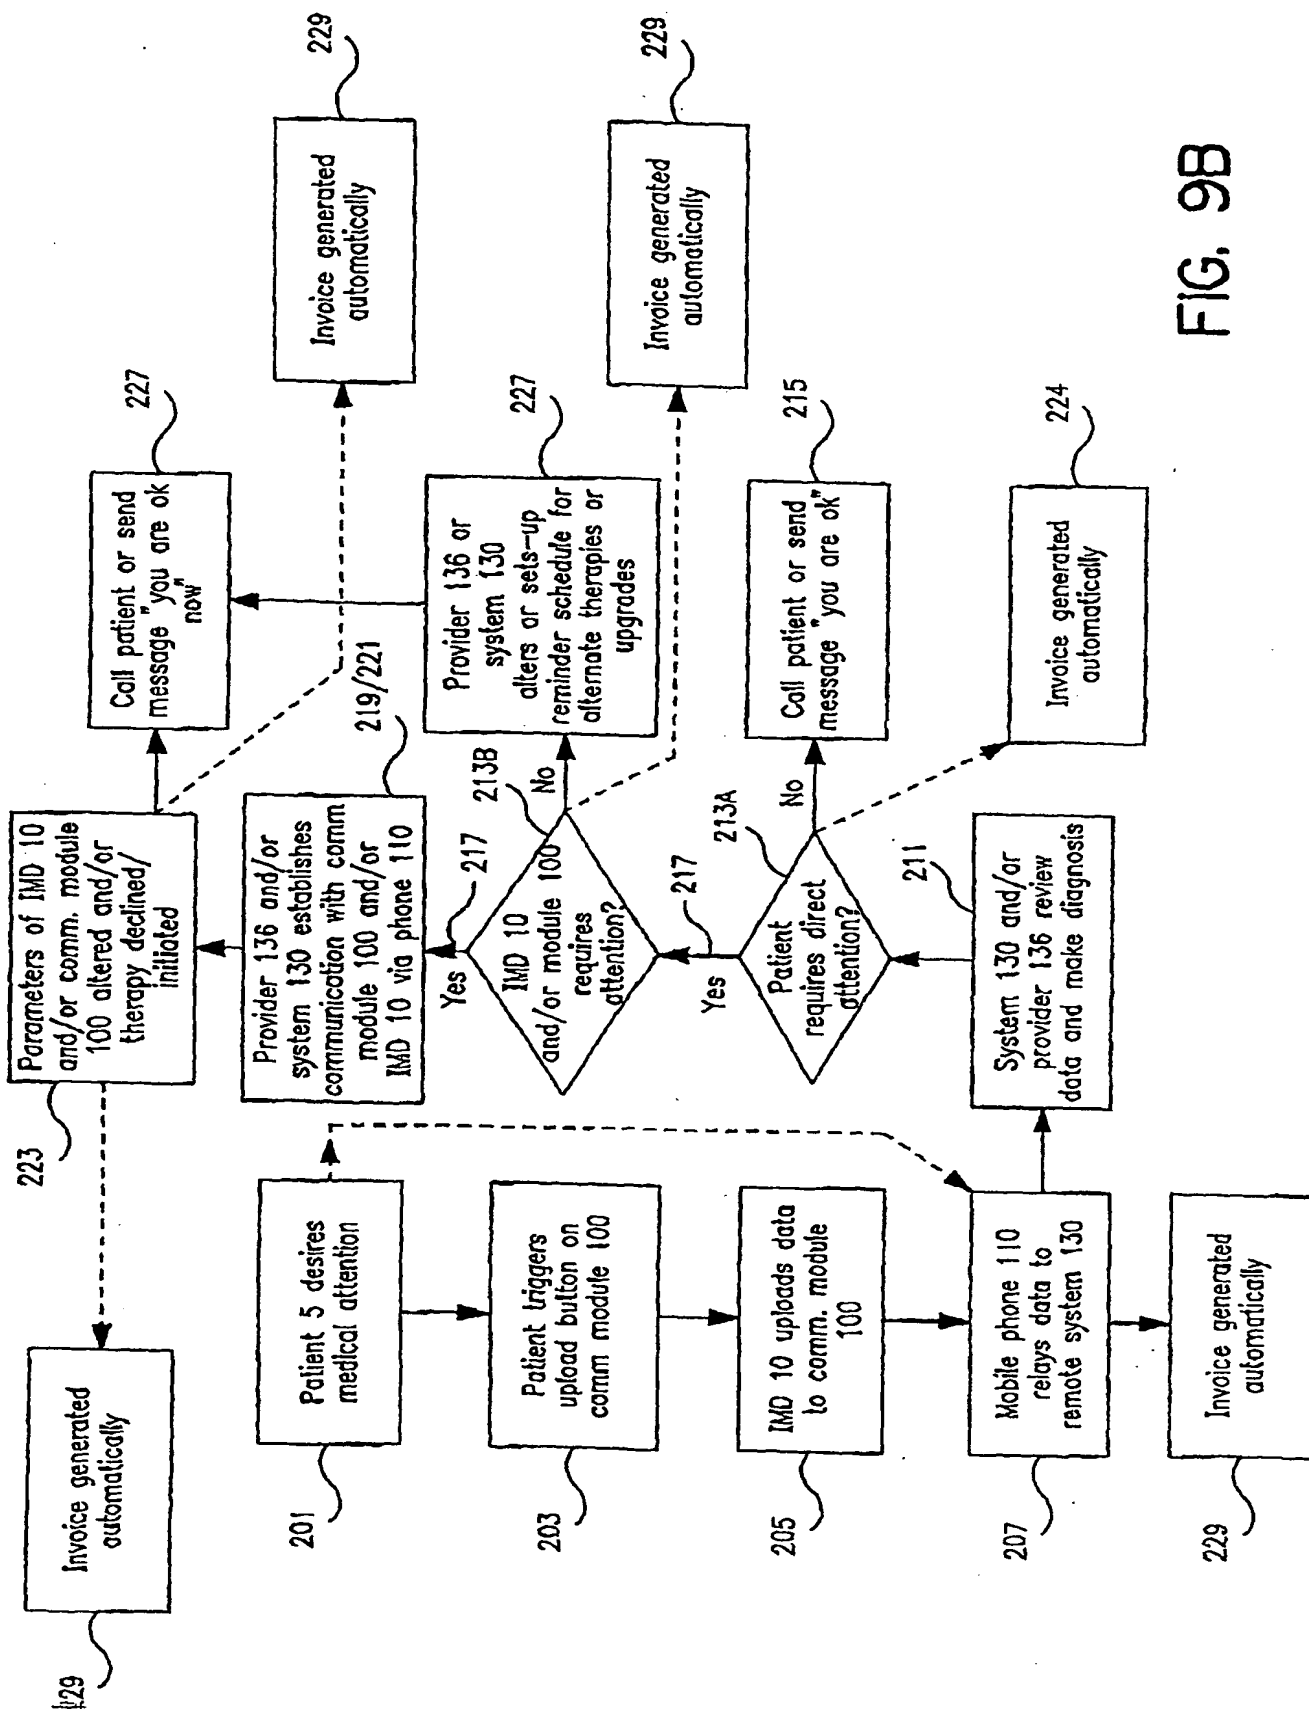 229
Invoice generated
automatically
223
Parameters of IMD 10
and/or comm. module
100 altered and/or
therapy declined/
initiated
Call patient or send
message "you are ok
now"
227
Invoice generated
automatically
229
201
Patient 5 desires
medical attention
Provider 136 and/or
system 130 establishes
communication with comm
module 100 and/or
IMD 10 via phone 110
219/221
Yes
217
203
Patient triggers
upload button on
comm module 100
IMD 10
and/or module 100
requires
attention?
213B
No
Provider 136 or
system 130
alters or sets-up
reminder schedule for
alternate therapies or
upgrades
227
Invoice generated
automatically
229
Yes
217
205
IMD 10 uploads data
to comm. module
100
Patient
requires direct
attention?
213A
No
Call patient or send
message "you are ok"
215
207
Mobile phone 110
relays data to
remote system 130
System 130 and/or
provider 136 review
data and make diagnosis
211
Invoice generated
automatically
224
229
Invoice generated
automatically
FIG. 9B